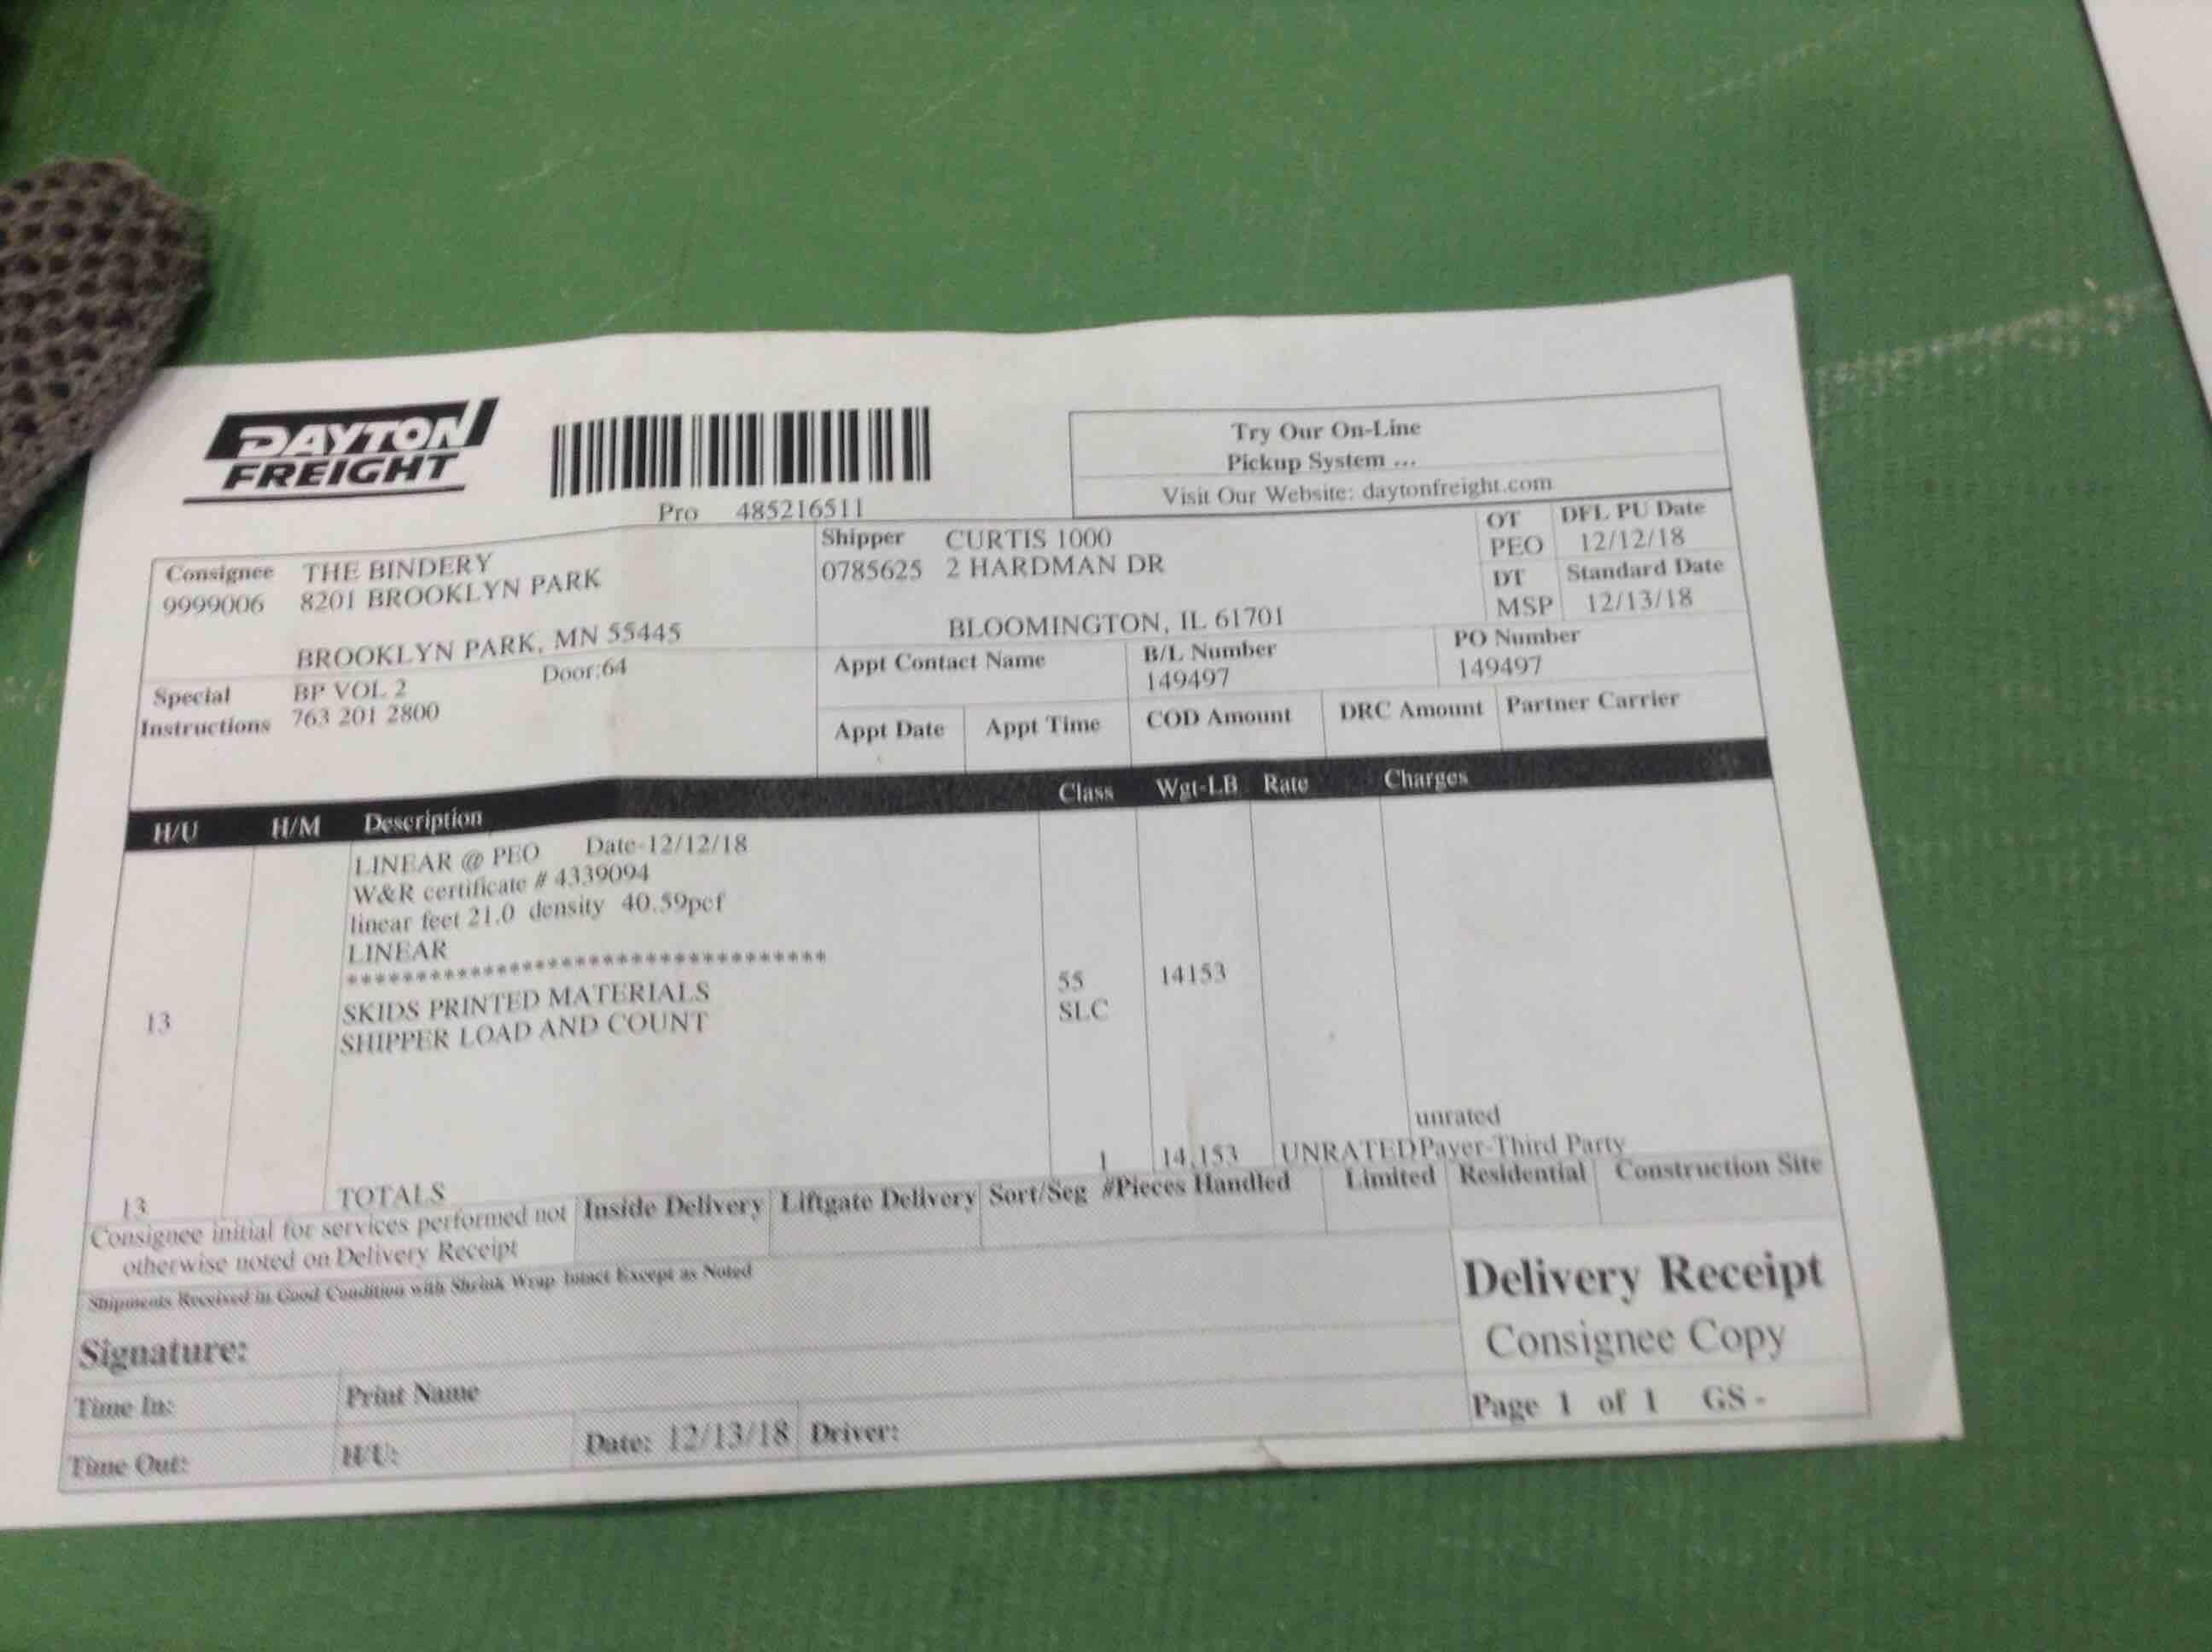 DAYTON
FREIGHT
Pro 485216511
Try Our On-Line
Pickup System ...
Visit Our Website: daytonfreight.com
Consignee THE BINDERY
9999006 8201 BROOKLYN PARK
BROOKLYN PARK, MN 55445
Shipper CURTIS 1000
0785625 2 HARDMAN DR
BLOOMINGTON, IL 61701
OT DFL PU Date
PEO 12/12/18
DT Standard Date
MSP 12/13/18
Special BP VOL 2 Door:64
Instructions 763 201 2800
Appt Contact Name B/L Number PO Number
149497 149497
Appt Date Appt Time COD Amount DRC Amount Partner Carrier
H/U H/M Description Class Wgt-LB Rate Charges
LINEAR @ PEO Date-12/12/18
W&R certificate # 4339094
linear feet 21.0 density 40.59pcf
LINEAR
***********************************
13 SKIDS PRINTED MATERIALS 55 14153
SHIPPER LOAD AND COUNT SLC
unrated
13 TOTALS 1 14,153 UNRATED Payer-Third Party
Consignee initial for services performed not
otherwise noted on Delivery Receipt
Inside Delivery Liftgate Delivery Sort/Seg #Pieces Handled Limited Residential Construction Site
Shipments Received in Good Condition with Shrink Wrap Intact Except as Noted
Signature:
Delivery Receipt
Consignee Copy
Time In: Print Name
Page 1 of 1 GS -
Time Out: H/U: Date: 12/13/18 Driver: